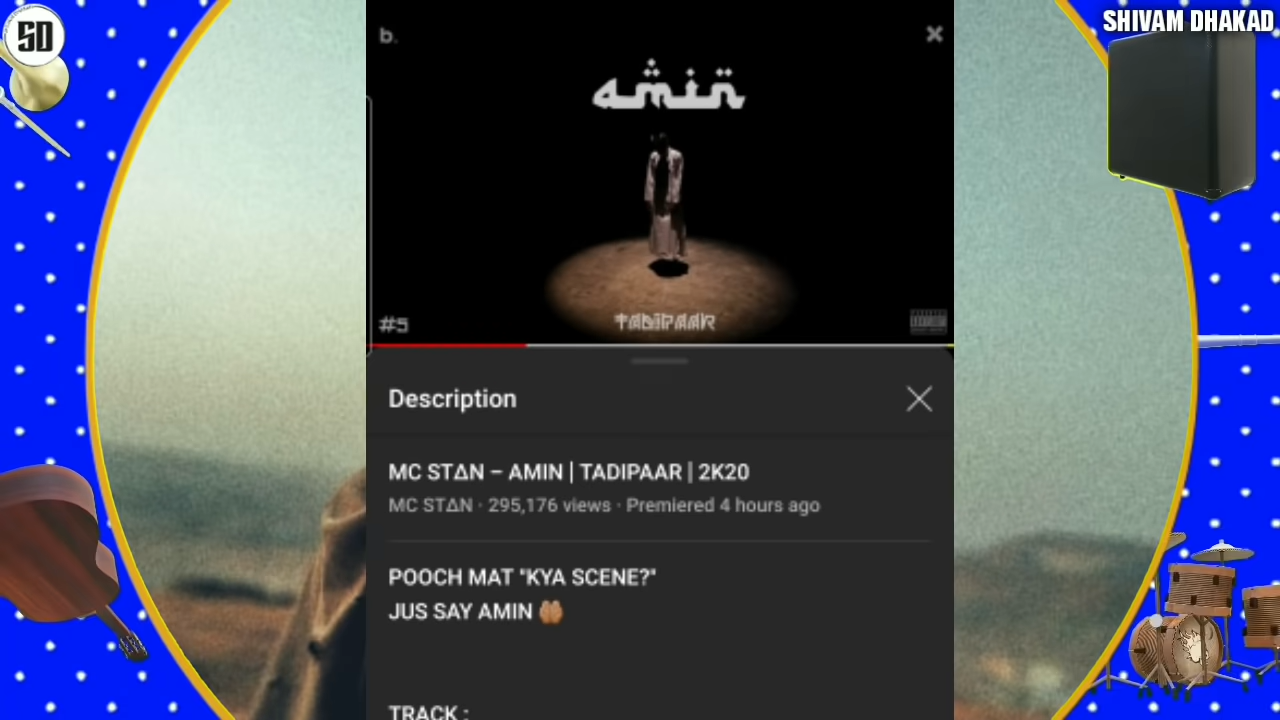 SD
SHIVAM DHAKAD
b.
amin
#5
TADIPAAR
Description
MC STΔN – AMIN | TADIPAAR | 2K20
MC STΔN · 295,176 views · Premiered 4 hours ago
POOCH MAT "KYA SCENE?"
JUS SAY AMIN 🤲🏽
TRACK :